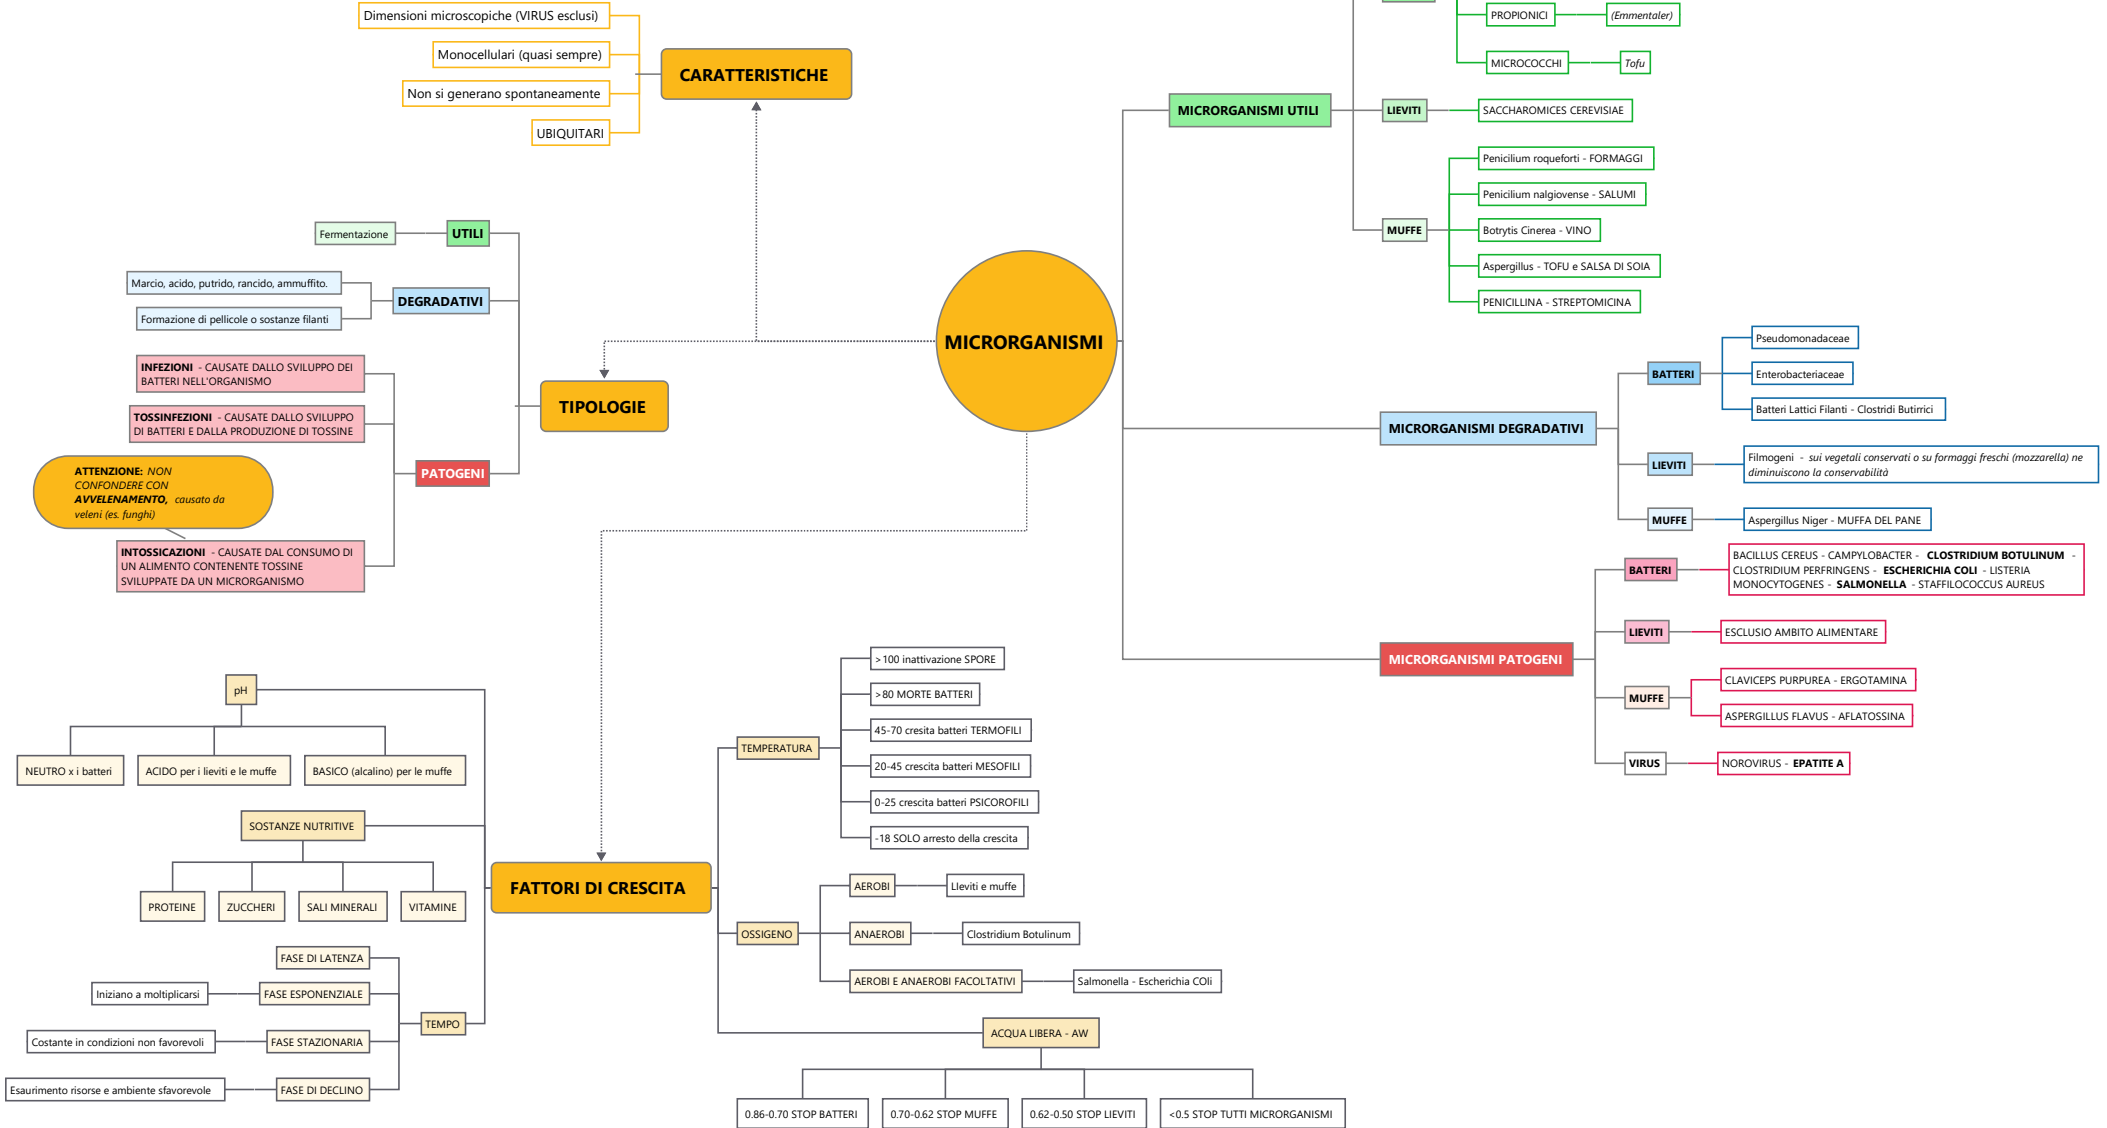 Dimensioni microscopiche (VIRUS esclusi)
Monocellulari (quasi sempre)
Non si generano spontaneamente
UBIQUITARI
CARATTERISTICHE
UTILI
Fermentazione
DEGRADATIVI
Marcio, acido, putrido, rancido, ammuffito.
Formazione di pellicole o sostanze filanti
PATOGENI
INFEZIONI - CAUSATE DALLO SVILUPPO DEI
BATTERI NELL'ORGANISMO
TOSSINFEZIONI - CAUSATE DALLO SVILUPPO
DI BATTERI E DALLA PRODUZIONE DI TOSSINE
ATTENZIONE: NON
CONFONDERE CON
AVVELENAMENTO, causato da
veleni (es. funghi)
INTOSSICAZIONI - CAUSATE DAL CONSUMO DI
UN ALIMENTO CONTENENTE TOSSINE
SVILUPPATE DA UN MICRORGANISMO
TIPOLOGIE
MICRORGANISMI
MICRORGANISMI UTILI
PROPIONICI
(Emmentaler)
MICROCOCCHI
Tofu
LIEVITI
SACCHAROMICES CEREVISIAE
MUFFE
Penicilium roqueforti - FORMAGGI
Penicilium nalgiovense - SALUMI
Botrytis Cinerea - VINO
Aspergillus - TOFU e SALSA DI SOIA
PENICILLINA - STREPTOMICINA
MICRORGANISMI DEGRADATIVI
BATTERI
Pseudomonadaceae
Enterobacteriaceae
Batteri Lattici Filanti - Clostridi Butirrici
LIEVITI
Filmogeni - sui vegetali conservati o su formaggi freschi (mozzarella) ne
diminuiscono la conservabilità
MUFFE
Aspergillus Niger - MUFFA DEL PANE
MICRORGANISMI PATOGENI
BATTERI
BACILLUS CEREUS - CAMPYLOBACTER - CLOSTRIDIUM BOTULINUM -
CLOSTRIDIUM PERFRINGENS - ESCHERICHIA COLI - LISTERIA
MONOCYTOGENES - SALMONELLA - STAFFILOCOCCUS AUREUS
LIEVITI
ESCLUSIO AMBITO ALIMENTARE
MUFFE
CLAVICEPS PURPUREA - ERGOTAMINA
ASPERGILLUS FLAVUS - AFLATOSSINA
VIRUS
NOROVIRUS - EPATITE A
FATTORI DI CRESCITA
pH
NEUTRO x i batteri
ACIDO per i lieviti e le muffe
BASICO (alcalino) per le muffe
SOSTANZE NUTRITIVE
PROTEINE
ZUCCHERI
SALI MINERALI
VITAMINE
TEMPO
FASE DI LATENZA
FASE ESPONENZIALE
Iniziano a moltiplicarsi
FASE STAZIONARIA
Costante in condizioni non favorevoli
FASE DI DECLINO
Esaurimento risorse e ambiente sfavorevole
TEMPERATURA
>100 inattivazione SPORE
>80 MORTE BATTERI
45-70 cresita batteri TERMOFILI
20-45 crescita batteri MESOFILI
0-25 crescita batteri PSICOROFILI
-18 SOLO arresto della crescita
OSSIGENO
AEROBI
LIeviti e muffe
ANAEROBI
Clostridium Botulinum
AEROBI E ANAEROBI FACOLTATIVI
Salmonella - Escherichia COli
ACQUA LIBERA - AW
0.86-0.70 STOP BATTERI
0.70-0.62 STOP MUFFE
0.62-0.50 STOP LIEVITI
<0.5 STOP TUTTI MICRORGANISMI